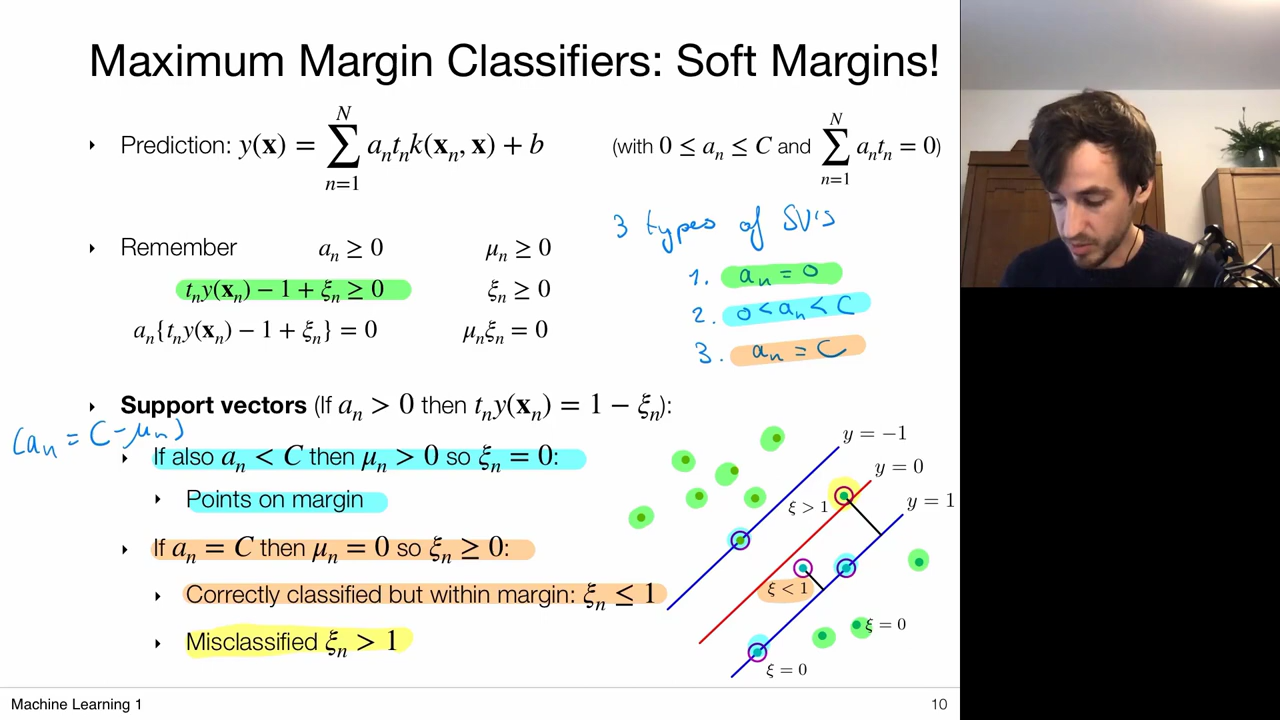 Maximum Margin Classifiers: Soft Margins!
Prediction: y(x) = ∑_{n=1}^{N} a_n t_n k(x_n, x) + b
(with 0 ≤ a_n ≤ C and ∑_{n=1}^{N} a_n t_n = 0)
3 types of SV's
Remember a_n ≥ 0 μ_n ≥ 0
1. a_n = 0
t_n y(x_n) − 1 + ξ_n ≥ 0 ξ_n ≥ 0
2. 0 < a_n < C
a_n{t_n y(x_n) − 1 + ξ_n} = 0 μ_n ξ_n = 0
3. a_n = C
Support vectors (If a_n > 0 then t_n y(x_n) = 1 − ξ_n):
(a_n = C − μ_n)
If also a_n < C then μ_n > 0 so ξ_n = 0:
Points on margin
If a_n = C then μ_n = 0 so ξ_n ≥ 0:
Correctly classified but within margin: ξ_n ≤ 1
Misclassified ξ_n > 1
y = −1
y = 0
y = 1
ξ > 1
ξ < 1
ξ = 0
ξ = 0
Machine Learning 1
10